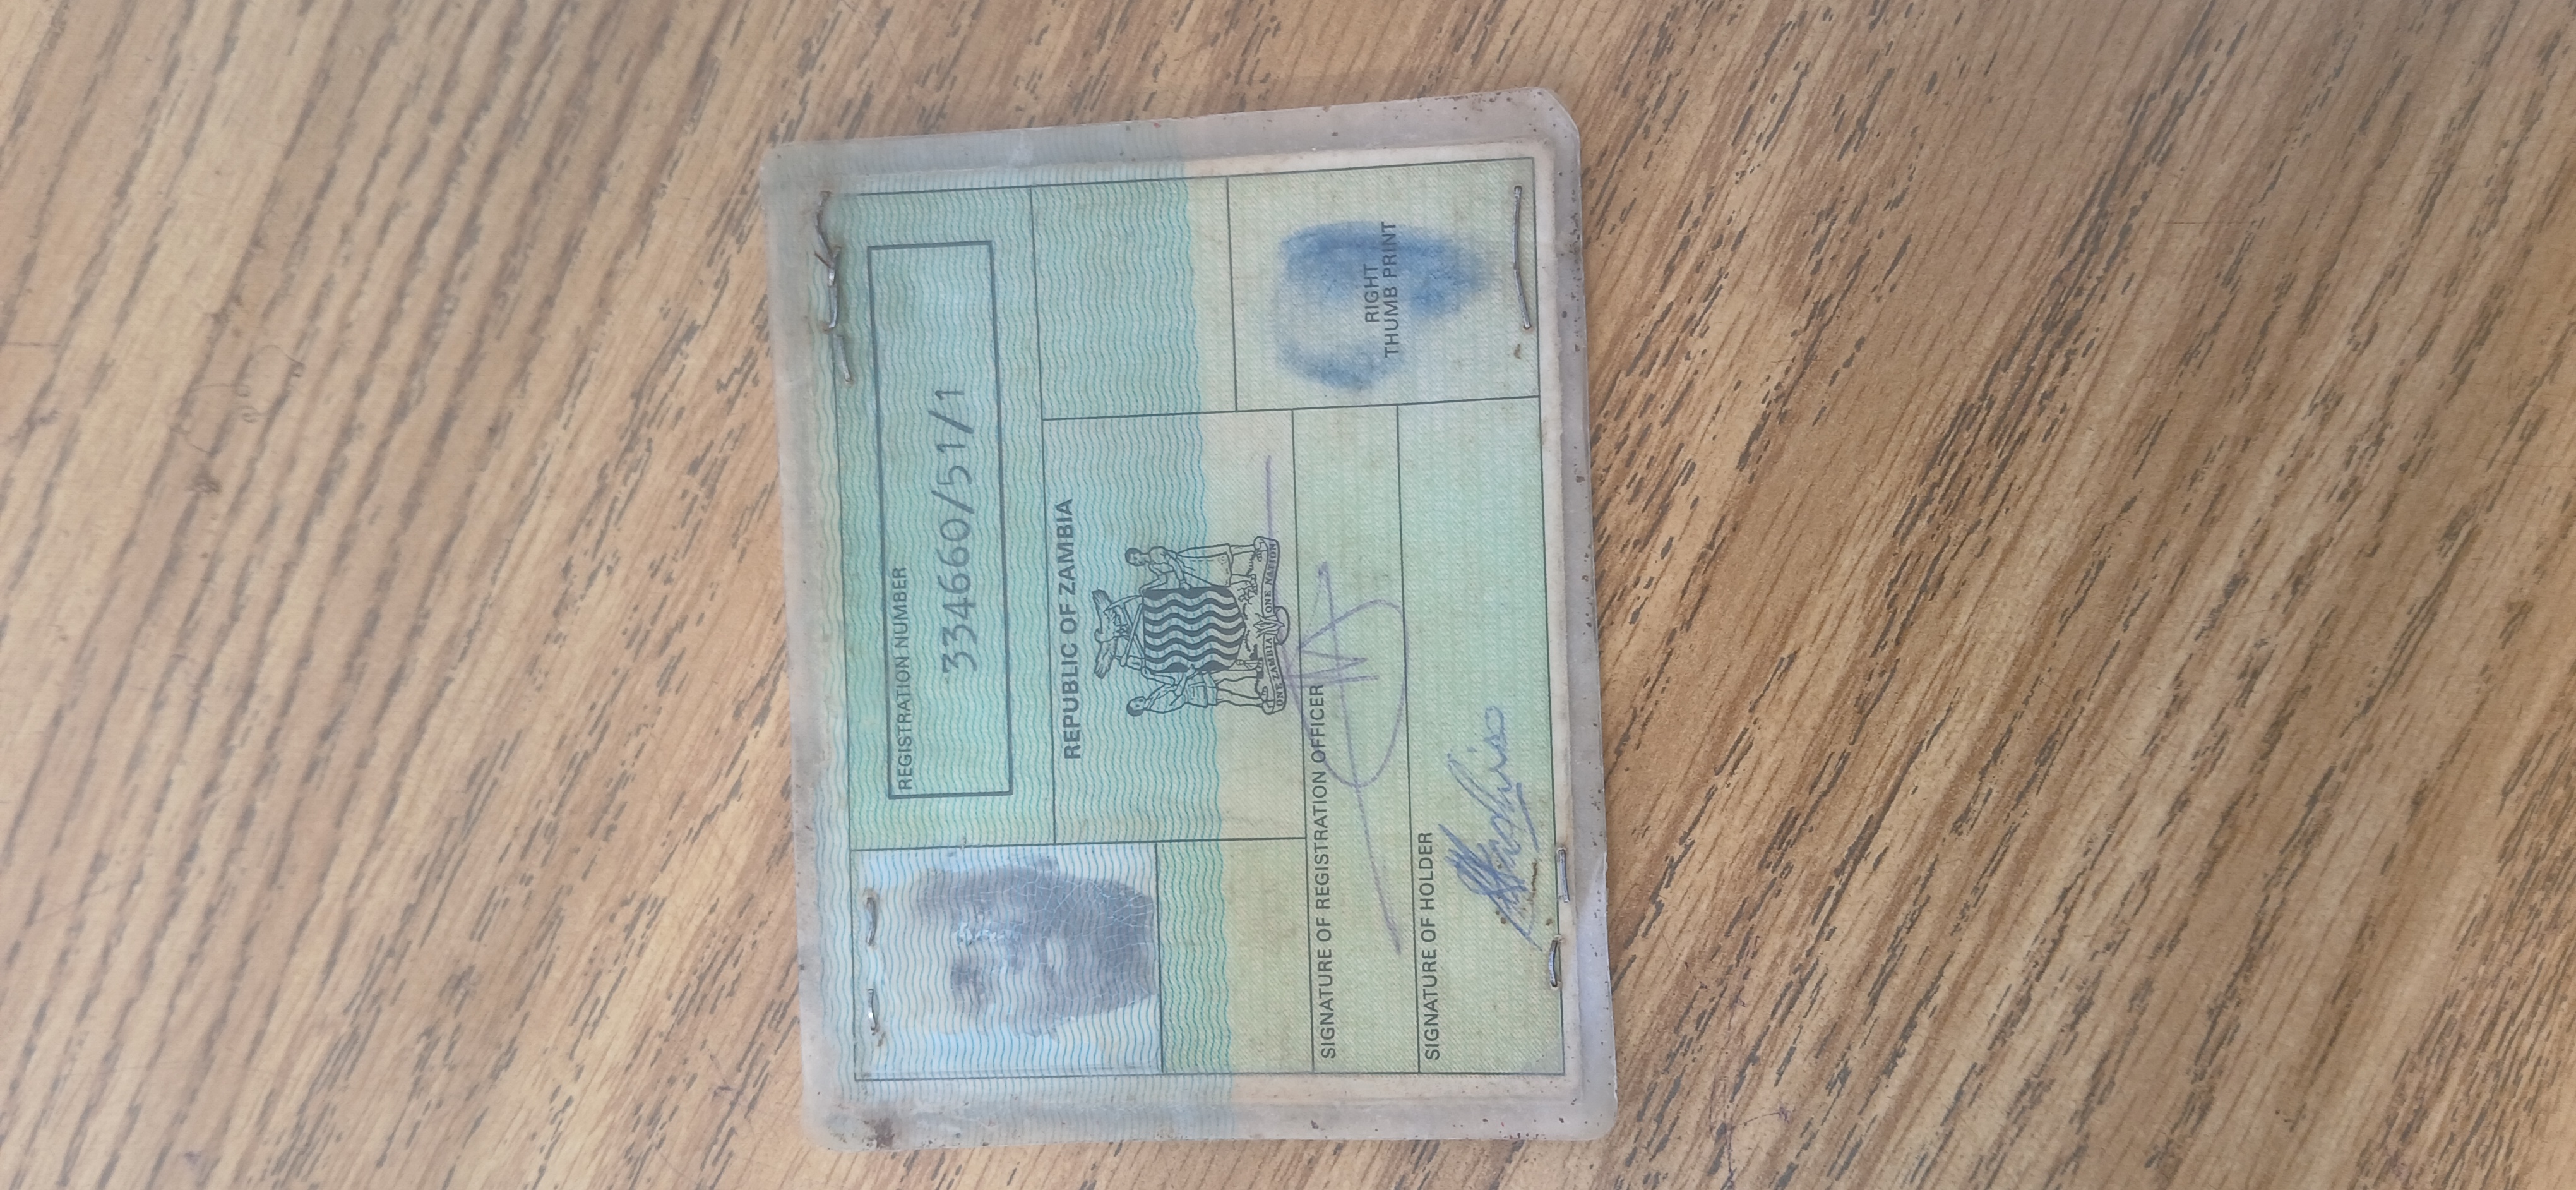 REGISTRATION NUMBER
334660/51/1
REPUBLIC OF ZAMBIA
ONE ZAMBIA ONE NATION
RIGHT
THUMB PRINT
SIGNATURE OF REGISTRATION OFFICER
SIGNATURE OF HOLDER